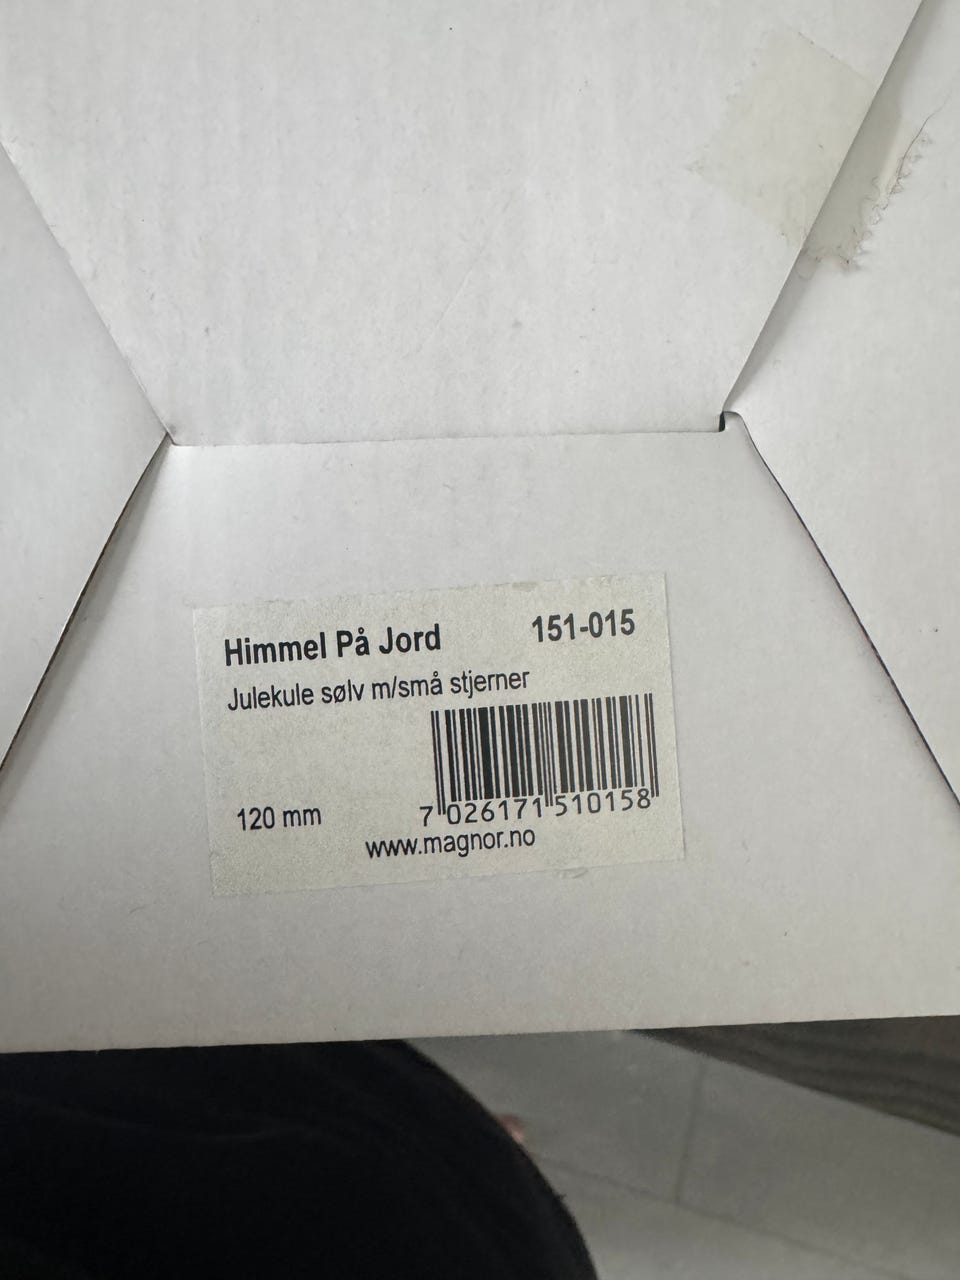 Himmel På Jord 151-015
Julekule sølv m/små stjerner
120 mm
7 026171 510158
www.magnor.no